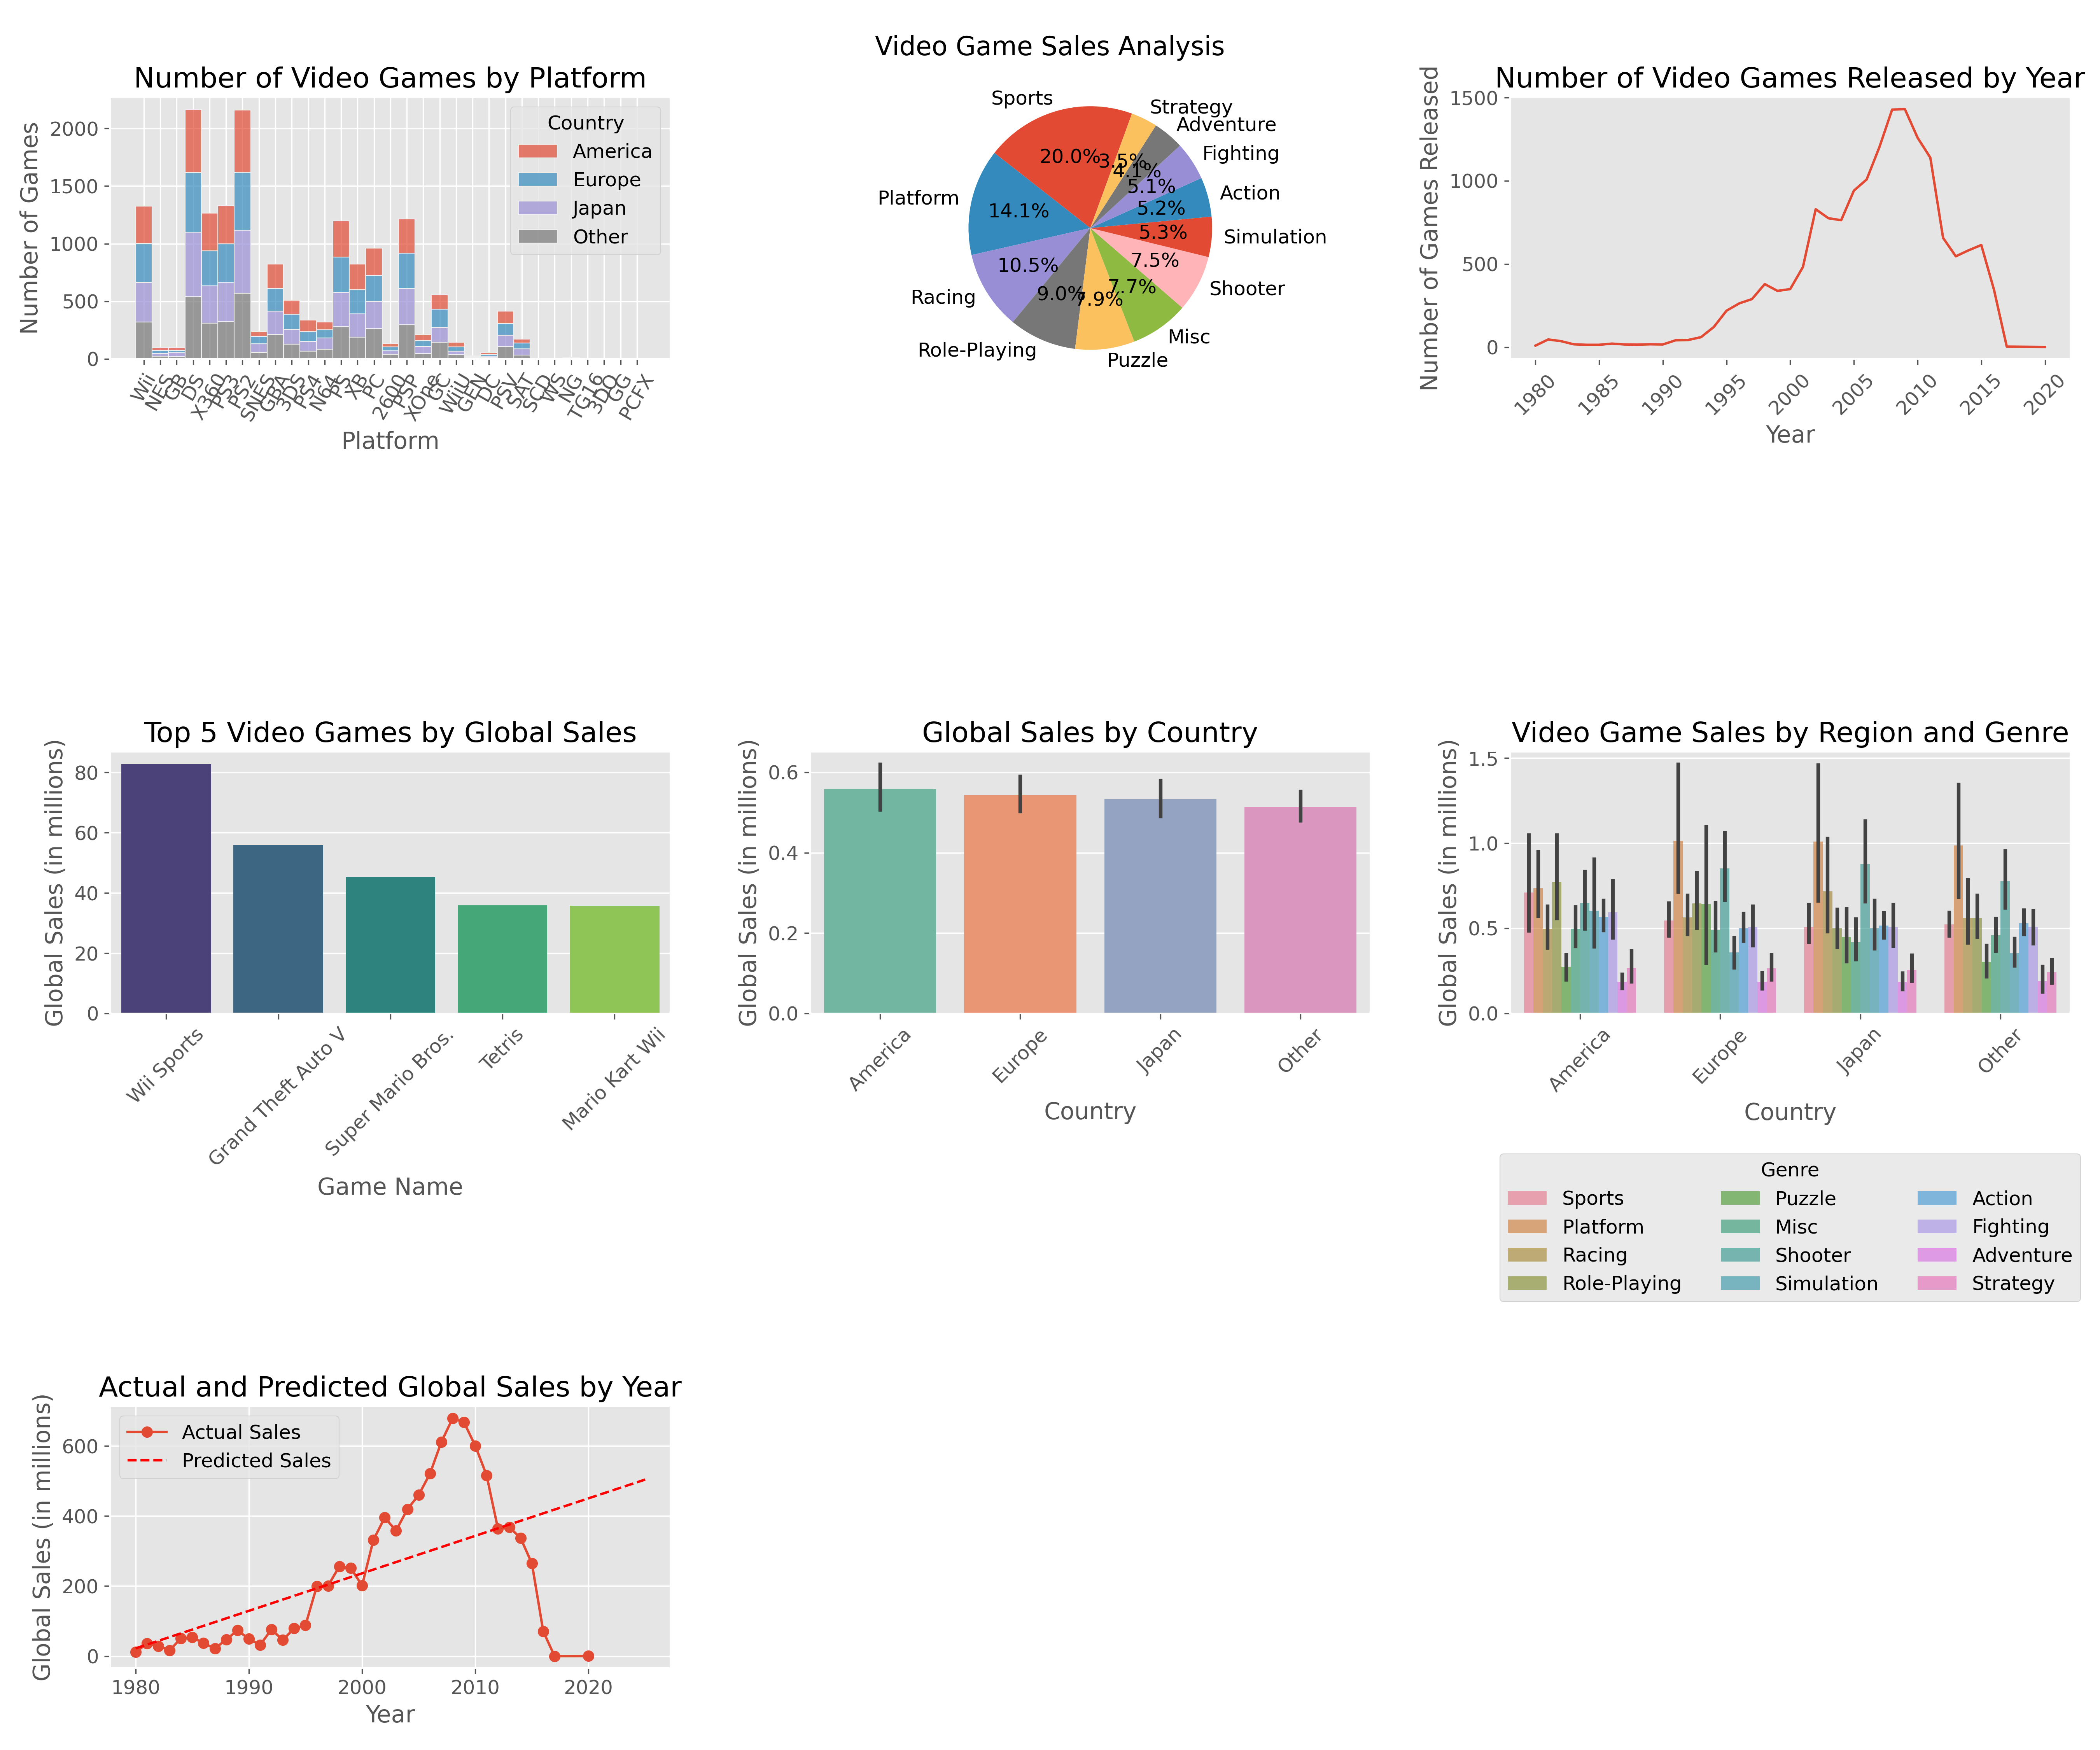 Video Game Sales Analysis
Number of Video Games by Platform
Number of Games
2000
1500
1000
500
0
Country
America
Europe
Japan
Other
Wii
NES
GB
DS
X360
PS3
PS2
SNES
GBA
3DS
PS4
N64
PS
XB
PC
2600
PSP
XOne
GC
WiiU
GEN
DC
PSV
SAT
SCD
WS
NG
TG16
3DO
GG
PCFX
Platform
Sports
Platform
Racing
Role-Playing
Puzzle
Misc
Shooter
Simulation
Action
Fighting
Adventure
Strategy
20.0%
14.1%
10.5%
9.0%
7.9%
7.7%
7.5%
5.3%
5.2%
5.1%
4.1%
3.5%
Number of Video Games Released by Year
Number of Games Released
1500
1000
500
0
1980
1985
1990
1995
2000
2005
2010
2015
2020
Year
Top 5 Video Games by Global Sales
Global Sales (in millions)
80
60
40
20
0
Wii Sports
Grand Theft Auto V
Super Mario Bros.
Tetris
Mario Kart Wii
Game Name
Global Sales by Country
Global Sales (in millions)
0.6
0.4
0.2
0.0
America
Europe
Japan
Other
Country
Video Game Sales by Region and Genre
Global Sales (in millions)
1.5
1.0
0.5
0.0
America
Europe
Japan
Other
Country
Genre
Sports
Platform
Racing
Role-Playing
Puzzle
Misc
Shooter
Simulation
Action
Fighting
Adventure
Strategy
Actual and Predicted Global Sales by Year
Global Sales (in millions)
600
400
200
0
Actual Sales
Predicted Sales
1980
1990
2000
2010
2020
Year